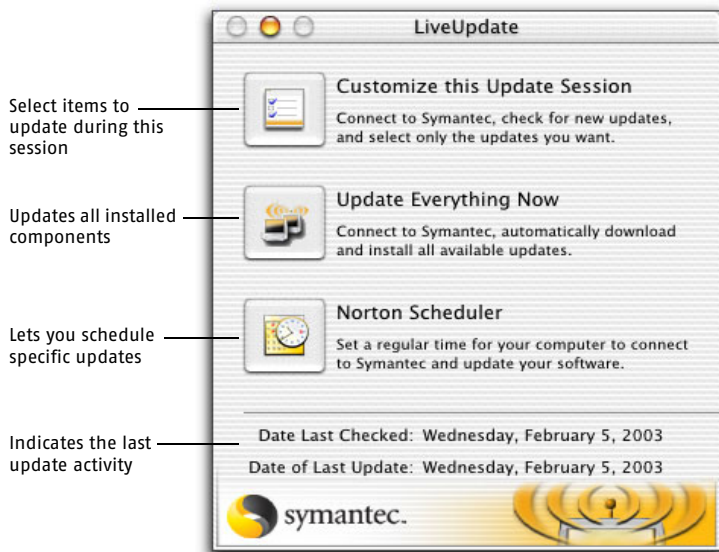 LiveUpdate
Select items to
update during this
session
Customize this Update Session
Connect to Symantec, check for new updates,
and select only the updates you want.
Updates all installed
components
Update Everything Now
Connect to Symantec, automatically download
and install all available updates.
Lets you schedule
specific updates
Norton Scheduler
Set a regular time for your computer to connect
to Symantec and update your software.
Indicates the last
update activity
Date Last Checked: Wednesday, February 5, 2003
Date of Last Update: Wednesday, February 5, 2003
symantec.